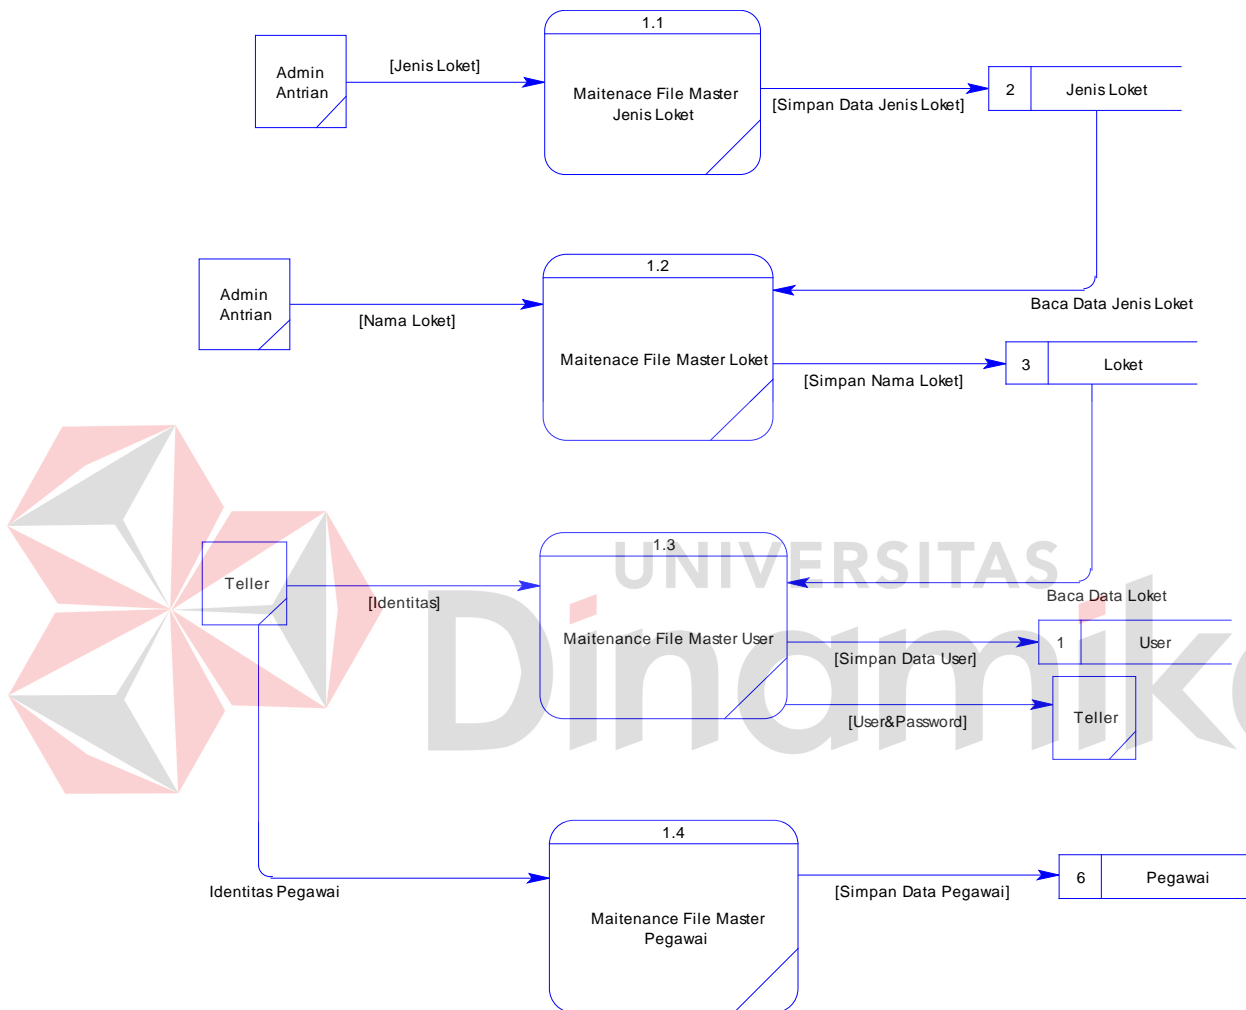 1.1
Admin
Antrian
[Jenis Loket]
Maitenace File Master
Jenis Loket
[Simpan Data Jenis Loket]
2
Jenis Loket
1.2
Admin
Antrian
[Nama Loket]
Baca Data Jenis Loket
Maitenace File Master Loket
[Simpan Nama Loket]
3
Loket
UNIVERSITAS
Dinamika
1.3
Teller
[Identitas]
Baca Data Loket
Maitenance File Master User
[Simpan Data User]
1
User
[User&Password]
Teller
1.4
Identitas Pegawai
[Simpan Data Pegawai]
6
Pegawai
Maitenance File Master
Pegawai